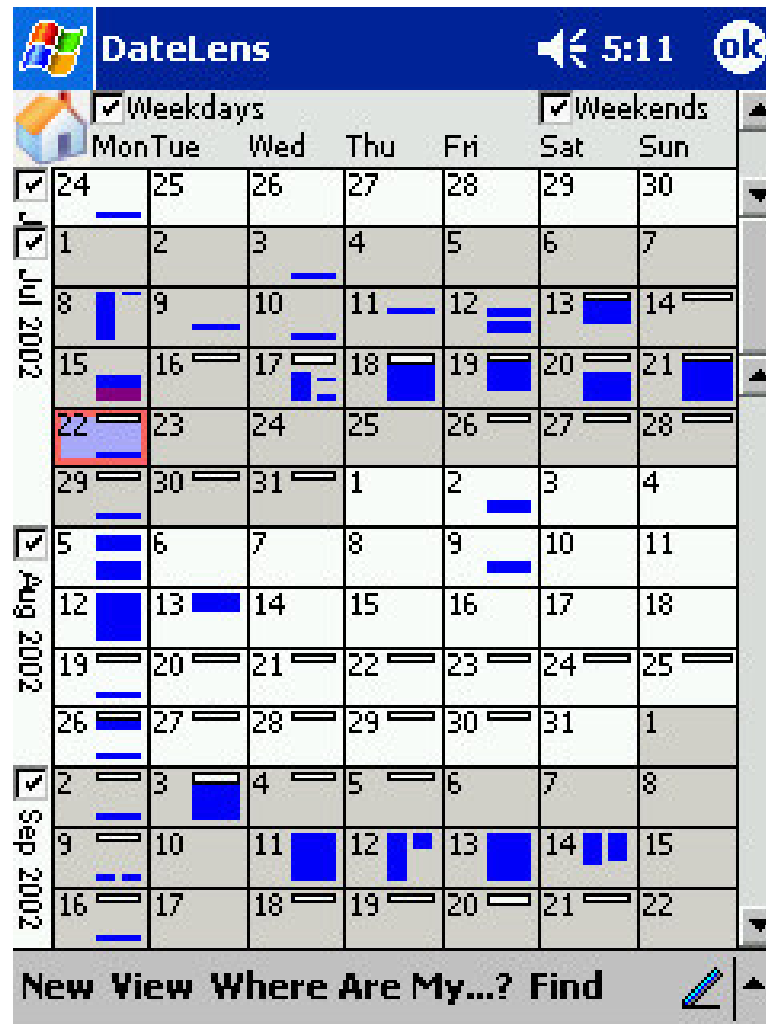 DateLens 5:11 ok
Weekdays Weekends
Mon Tue Wed Thu Fri Sat Sun
24 25 26 27 28 29 30
1 2 3 4 5 6 7
Jul 2002
8 9 10 11 12 13 14
15 16 17 18 19 20 21
22 23 24 25 26 27 28
29 30 31 1 2 3 4
5 6 7 8 9 10 11
Aug 2002
12 13 14 15 16 17 18
19 20 21 22 23 24 25
26 27 28 29 30 31 1
2 3 4 5 6 7 8
Sep 2002
9 10 11 12 13 14 15
16 17 18 19 20 21 22
New View Where Are My...? Find